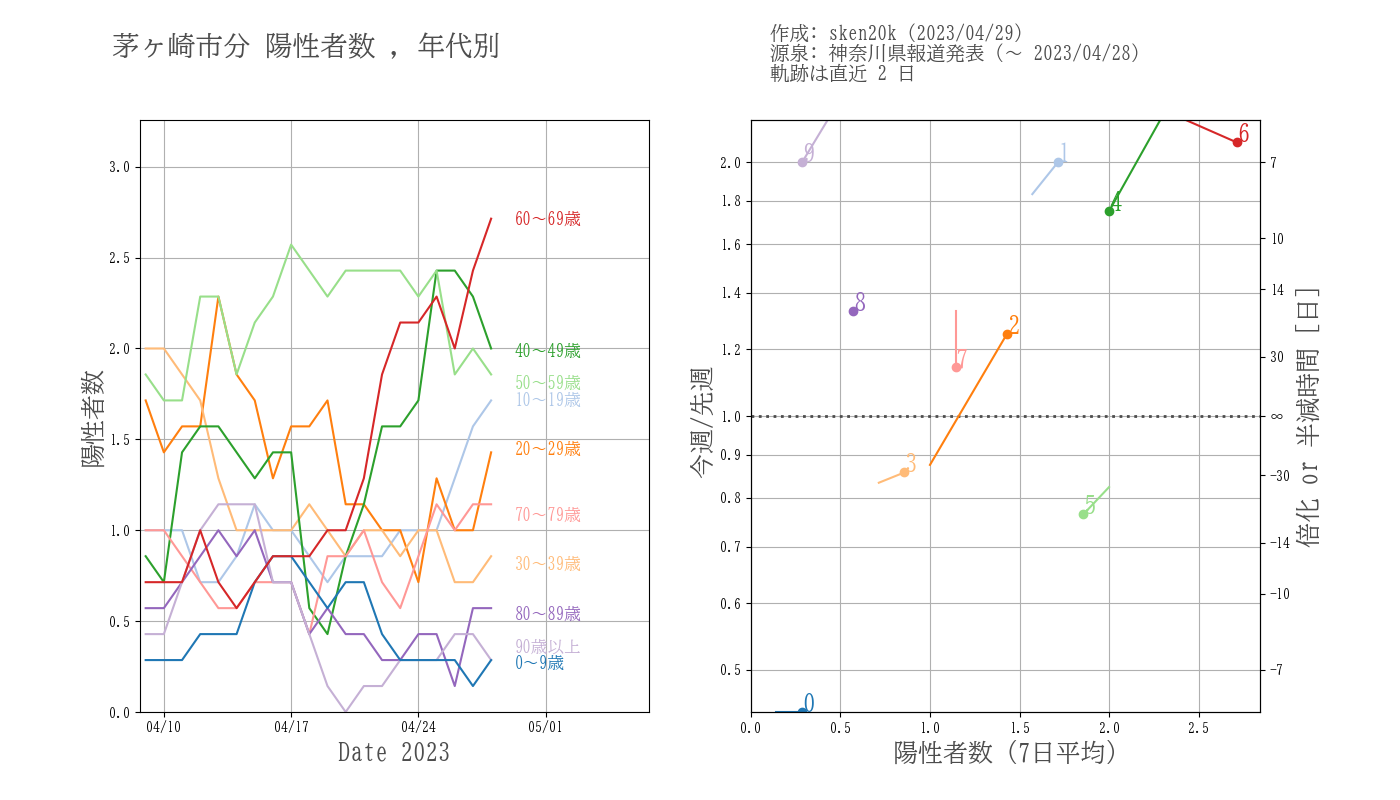 茅ヶ崎市分 陽性者数 , 年代別
作成: sken20k (2023/04/29)
源泉: 神奈川県報道発表 (～ 2023/04/28)
軌跡は直近 2 日
陽性者数
3.0
2.5
2.0
1.5
1.0
0.5
0.0
04/10
04/17
04/24
05/01
Date 2023
60～69歳
40～49歳
50～59歳
10～19歳
20～29歳
70～79歳
30～39歳
80～89歳
90歳以上
0～9歳
今週/先週
2.0
1.8
1.6
1.4
1.2
1.0
0.9
0.8
0.7
0.6
0.5
9
1
6
4
8
2
7
3
5
0
0.0
0.5
1.0
1.5
2.0
2.5
陽性者数 (7日平均)
7
10
14
30
∞
−30
−14
−10
−7
倍化 or 半減時間 [日]